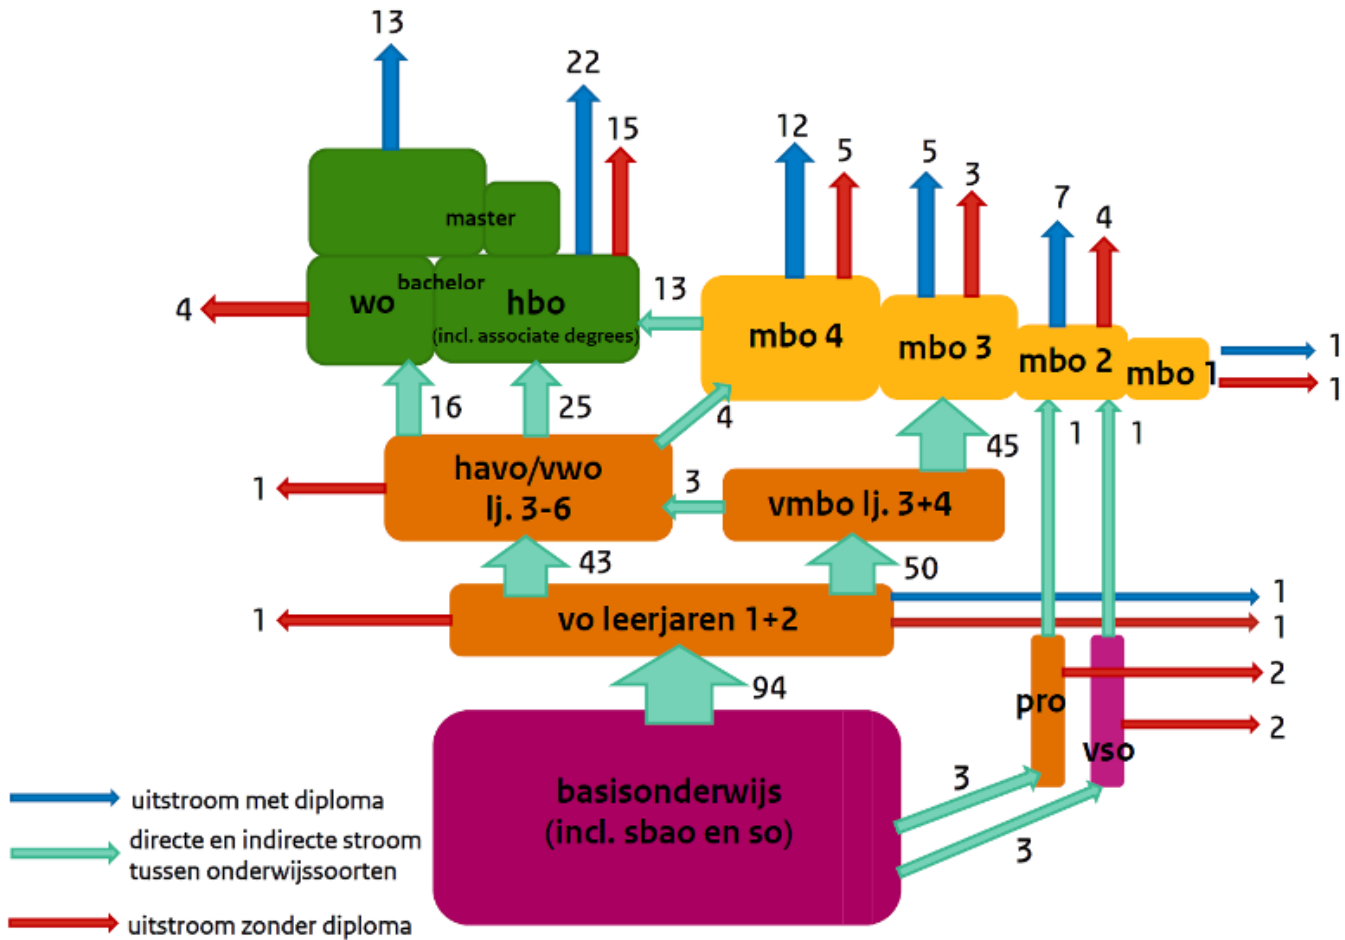 13
22
15
12
5
5
3
7
4
master
bachelor
wo
hbo
(incl. associate degrees)
4
13
mbo 4
mbo 3
mbo 2
mbo 1
1
1
16
25
4
45
1
1
havo/vwo
lj. 3-6
1
3
vmbo lj. 3+4
43
50
1
vo leerjaren 1+2
1
1
94
pro
2
vso
2
basisonderwijs
(incl. sbao en so)
3
3
uitstroom met diploma
directe en indirecte stroom
tussen onderwijssoorten
uitstroom zonder diploma